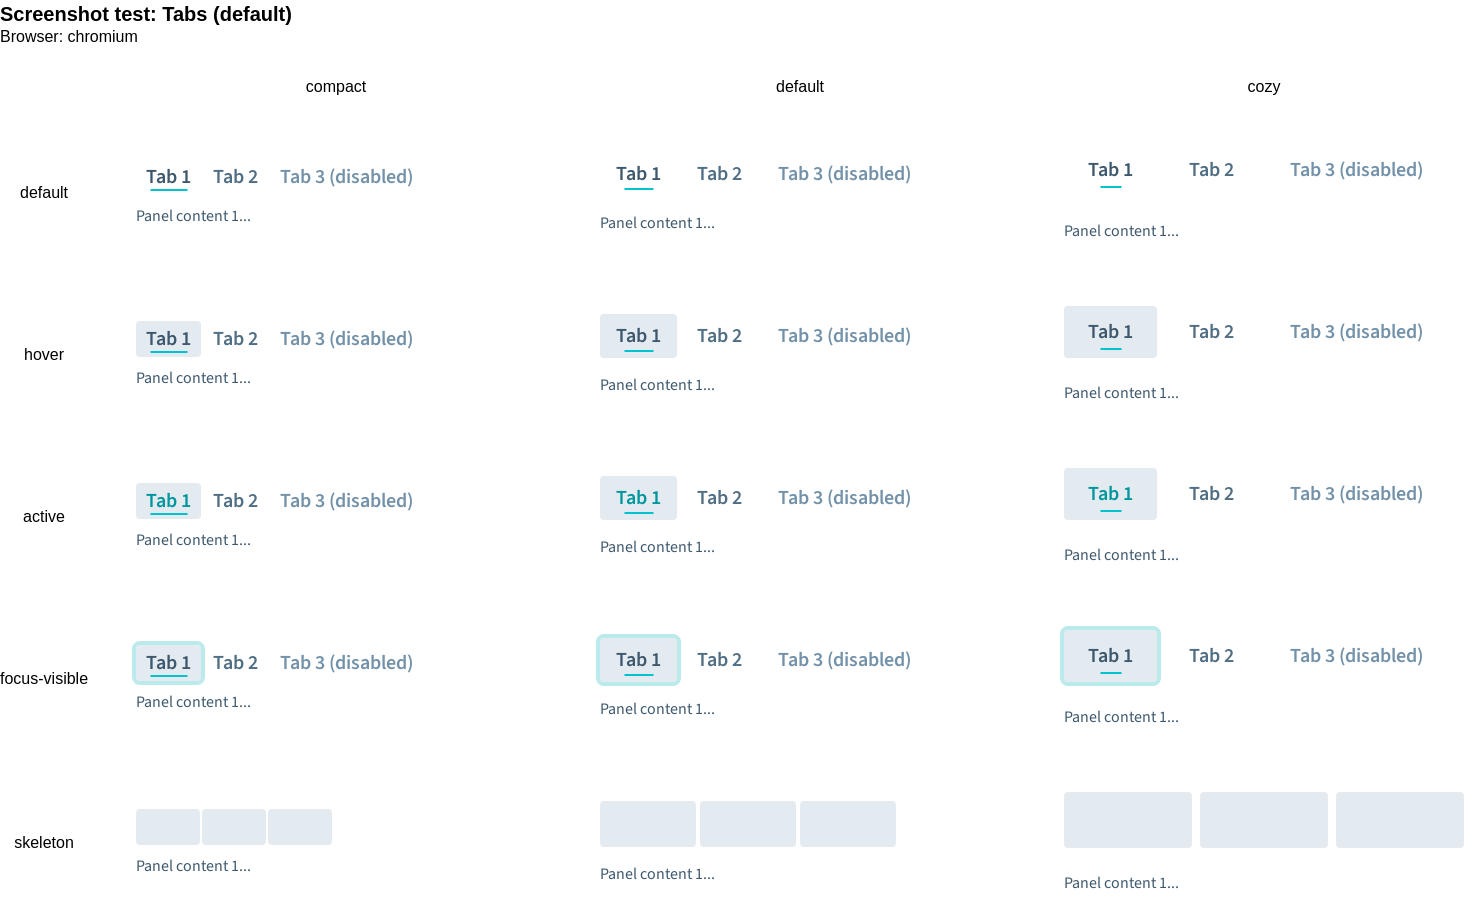 Screenshot test: Tabs (default)
Browser: chromium
compact default cozy
default Tab 1 Tab 2 Tab 3 (disabled) Tab 1 Tab 2 Tab 3 (disabled) Tab 1 Tab 2 Tab 3 (disabled)
Panel content 1... Panel content 1... Panel content 1...
hover Tab 1 Tab 2 Tab 3 (disabled) Tab 1 Tab 2 Tab 3 (disabled) Tab 1 Tab 2 Tab 3 (disabled)
Panel content 1... Panel content 1... Panel content 1...
active Tab 1 Tab 2 Tab 3 (disabled) Tab 1 Tab 2 Tab 3 (disabled) Tab 1 Tab 2 Tab 3 (disabled)
Panel content 1... Panel content 1... Panel content 1...
focus-visible Tab 1 Tab 2 Tab 3 (disabled) Tab 1 Tab 2 Tab 3 (disabled) Tab 1 Tab 2 Tab 3 (disabled)
Panel content 1... Panel content 1... Panel content 1...
skeleton
Panel content 1... Panel content 1... Panel content 1...